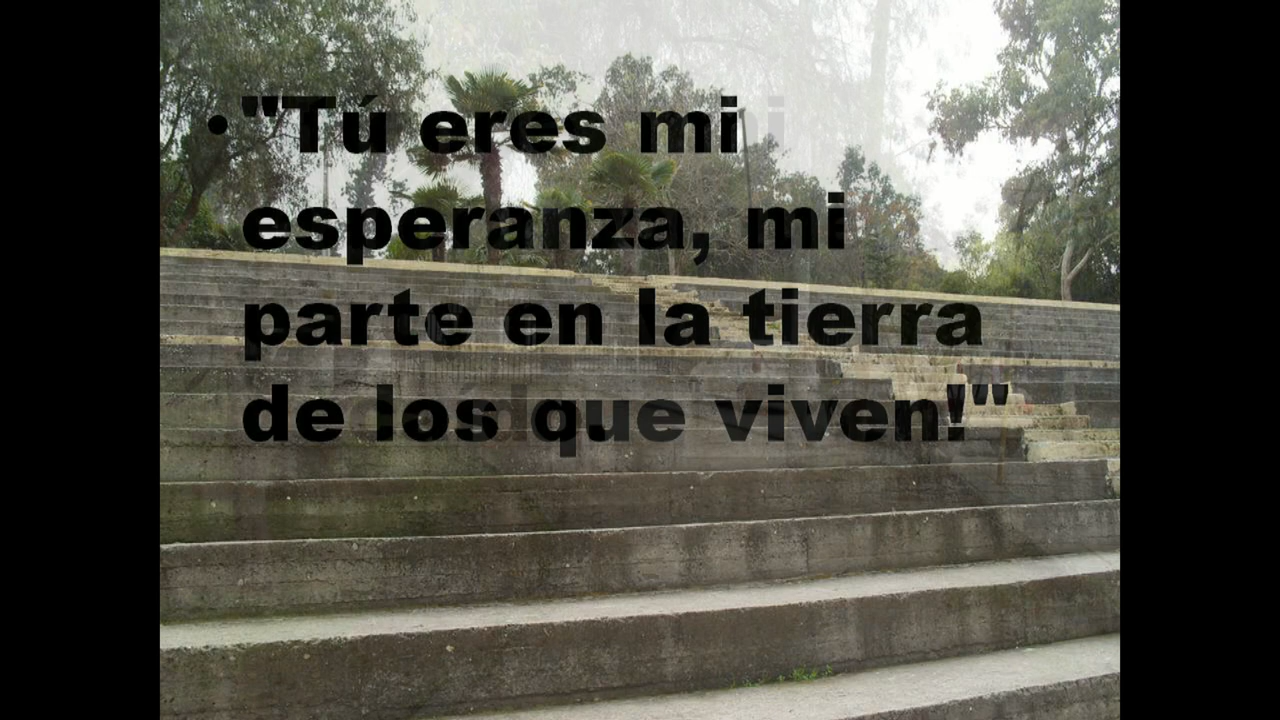 • "Tú eres mi
esperanza, mi
parte en la tierra
de los que viven!"